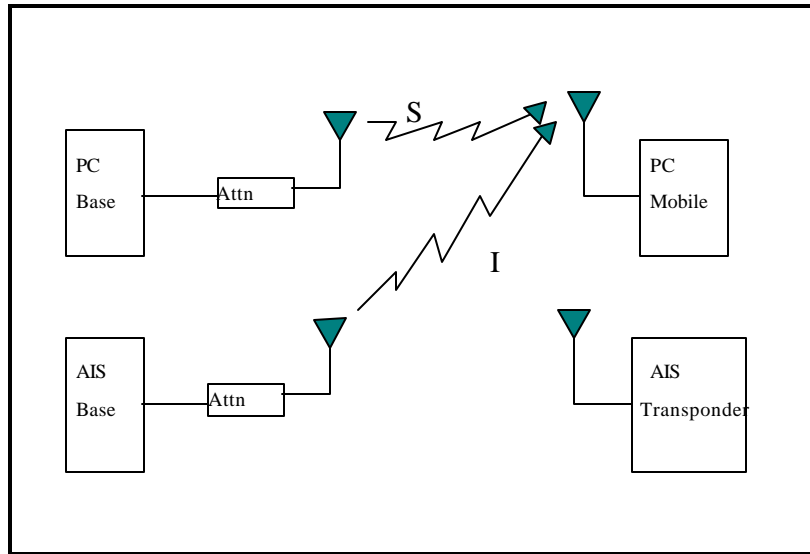 S
PC
Base
Attn
PC
Mobile
I
AIS
Base
Attn
AIS
Transponder